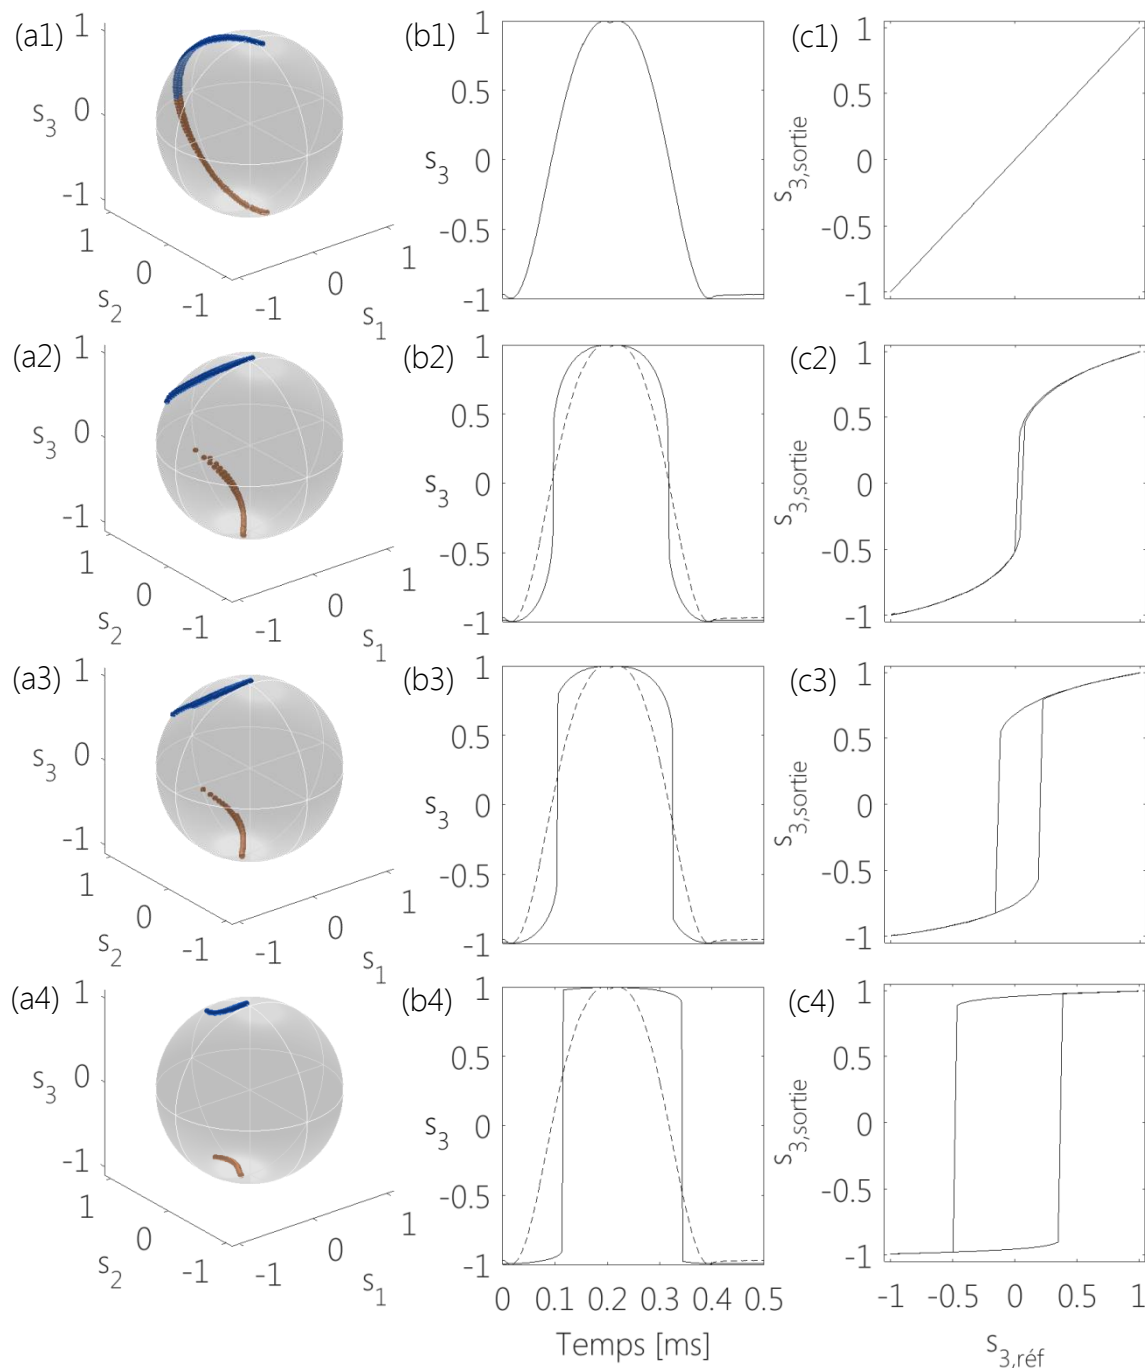 (a1)
1
0
-1
s3
1
0
-1
s2
-1
0
1
s1
(b1)
1
0.5
0
-0.5
-1
s3
(c1)
1
0.5
0
-0.5
-1
s3,sortie
(a2)
1
0
-1
s3
1
0
-1
s2
-1
0
1
s1
(b2)
1
0.5
0
-0.5
-1
s3
(c2)
1
0.5
0
-0.5
-1
s3,sortie
(a3)
1
0
-1
s3
1
0
-1
s2
-1
0
1
s1
(b3)
1
0.5
0
-0.5
-1
s3
(c3)
1
0.5
0
-0.5
-1
s3,sortie
(a4)
1
0
-1
s3
1
0
-1
s2
-1
0
1
s1
(b4)
1
0.5
0
-0.5
-1
s3
0 0.1 0.2 0.3 0.4 0.5
Temps [ms]
(c4)
1
0.5
0
-0.5
-1
s3,sortie
-1 -0.5 0 0.5 1
s3,réf